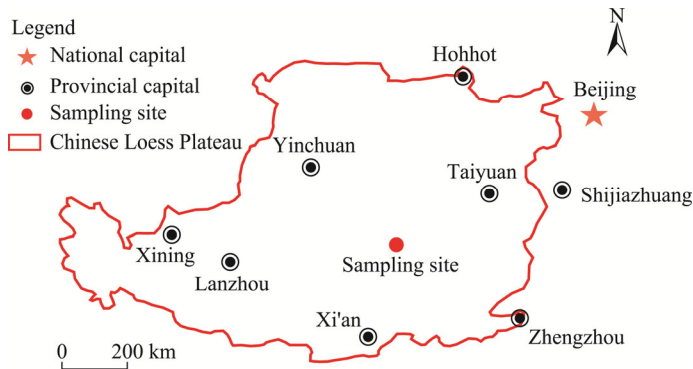 Legend
National capital
Provincial capital
Sampling site
Chinese Loess Plateau
N
Hohhot
Beijing
Yinchuan
Taiyuan
Shijiazhuang
Xining
Lanzhou
Sampling site
Xi'an
Zhengzhou
0 200 km